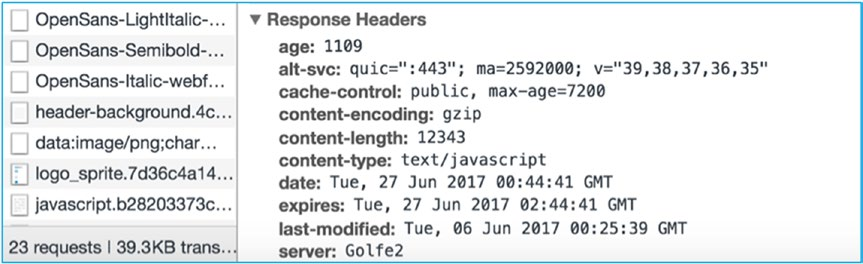 OpenSans-LightItalic-...
OpenSans-Semibold-...
OpenSans-Italic-webf...
header-background.4c...
data:image/png;char...
logo_sprite.7d36c4a14...
javascript.b28203373c...
23 requests | 39.3KB trans...
▼ Response Headers
age: 1109
alt-svc: quic=":443"; ma=2592000; v="39,38,37,36,35"
cache-control: public, max-age=7200
content-encoding: gzip
content-length: 12343
content-type: text/javascript
date: Tue, 27 Jun 2017 00:44:41 GMT
expires: Tue, 27 Jun 2017 02:44:41 GMT
last-modified: Tue, 06 Jun 2017 00:25:39 GMT
server: Golfe2